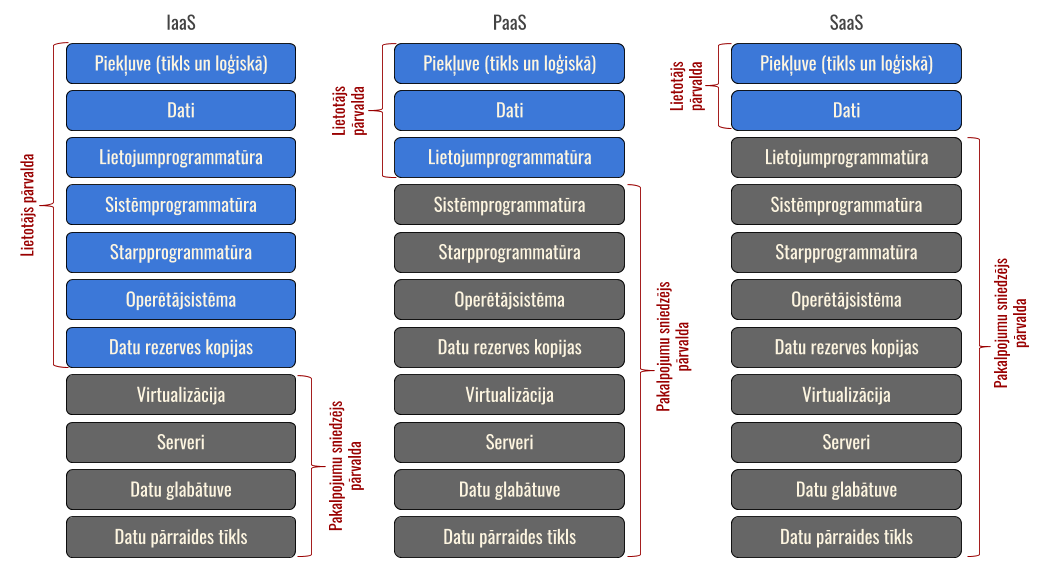 IaaS
Piekļuve (tīkls un loģiskā)
Dati
Lietojumprogrammatūra
Sistēmprogrammatūra
Starpprogrammatūra
Operētājsistēma
Datu rezerves kopijas
Virtualizācija
Serveri
Datu glabātuve
Datu pārraides tīkls
Lietotājs pārvalda
Pakalpojumu sniedzējs
pārvalda
PaaS
Piekļuve (tīkls un loģiskā)
Dati
Lietojumprogrammatūra
Sistēmprogrammatūra
Starpprogrammatūra
Operētājsistēma
Datu rezerves kopijas
Virtualizācija
Serveri
Datu glabātuve
Datu pārraides tīkls
Lietotājs
pārvalda
Pakalpojumu sniedzējs
pārvalda
SaaS
Piekļuve (tīkls un loģiskā)
Dati
Lietojumprogrammatūra
Sistēmprogrammatūra
Starpprogrammatūra
Operētājsistēma
Datu rezerves kopijas
Virtualizācija
Serveri
Datu glabātuve
Datu pārraides tīkls
Lietotājs
pārvalda
Pakalpojumu sniedzējs
pārvalda